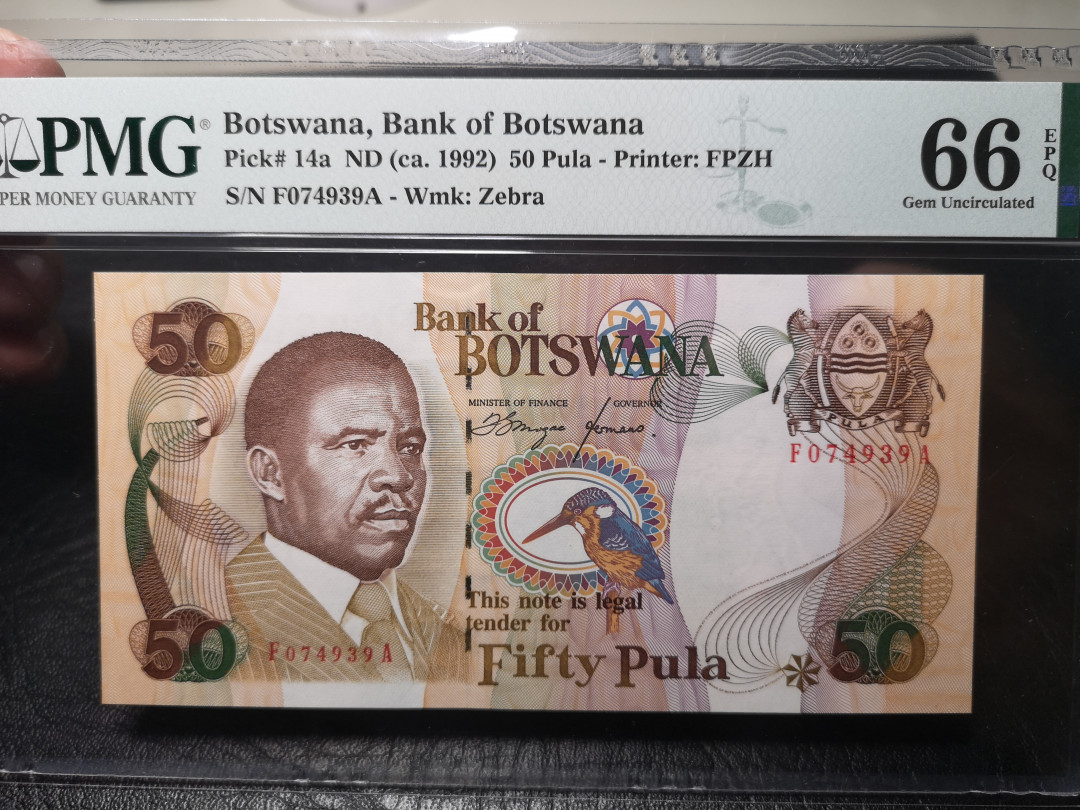 PMG®
PER MONEY GUARANTY
Botswana, Bank of Botswana
Pick# 14a ND (ca. 1992) 50 Pula - Printer: FPZH
S/N F074939A - Wmk: Zebra
66
EPQ
Gem Uncirculated
50
Bank of
BOTSWANA
MINISTER OF FINANCE
GOVERNOR
PULA
F074939A
This note is legal
tender for
Fifty Pula
50
F074939A
50